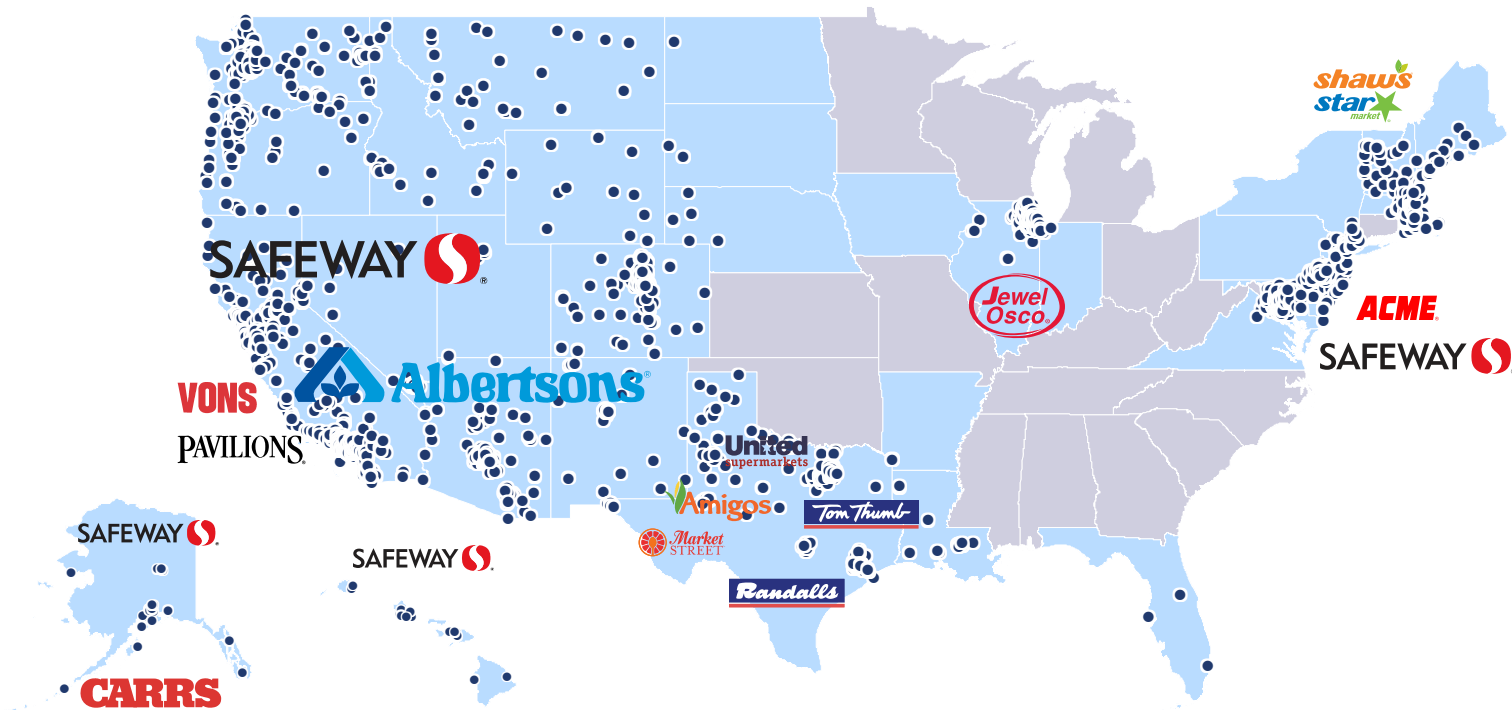 shaw's
star
market
SAFEWAY ®
Jewel
Osco®
ACME®
SAFEWAY
Albertsons®
VONS
PAVILIONS®
United
supermarkets
Amigos
Tom Thumb
Market
STREET
Randalls
SAFEWAY®
SAFEWAY®
CARRS